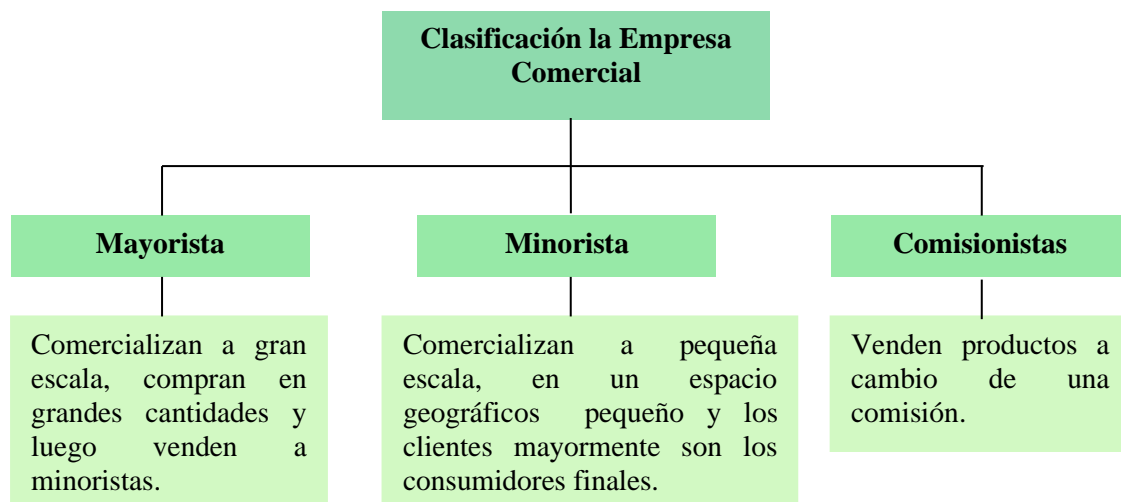 Clasificación la Empresa
Comercial
Mayorista
Minorista
Comisionistas
Comercializan a gran
escala, compran en
grandes cantidades y
luego venden a
minoristas.
Comercializan a pequeña
escala, en un espacio
geográficos pequeño y los
clientes mayormente son los
consumidores finales.
Venden productos a
cambio de una
comisión.